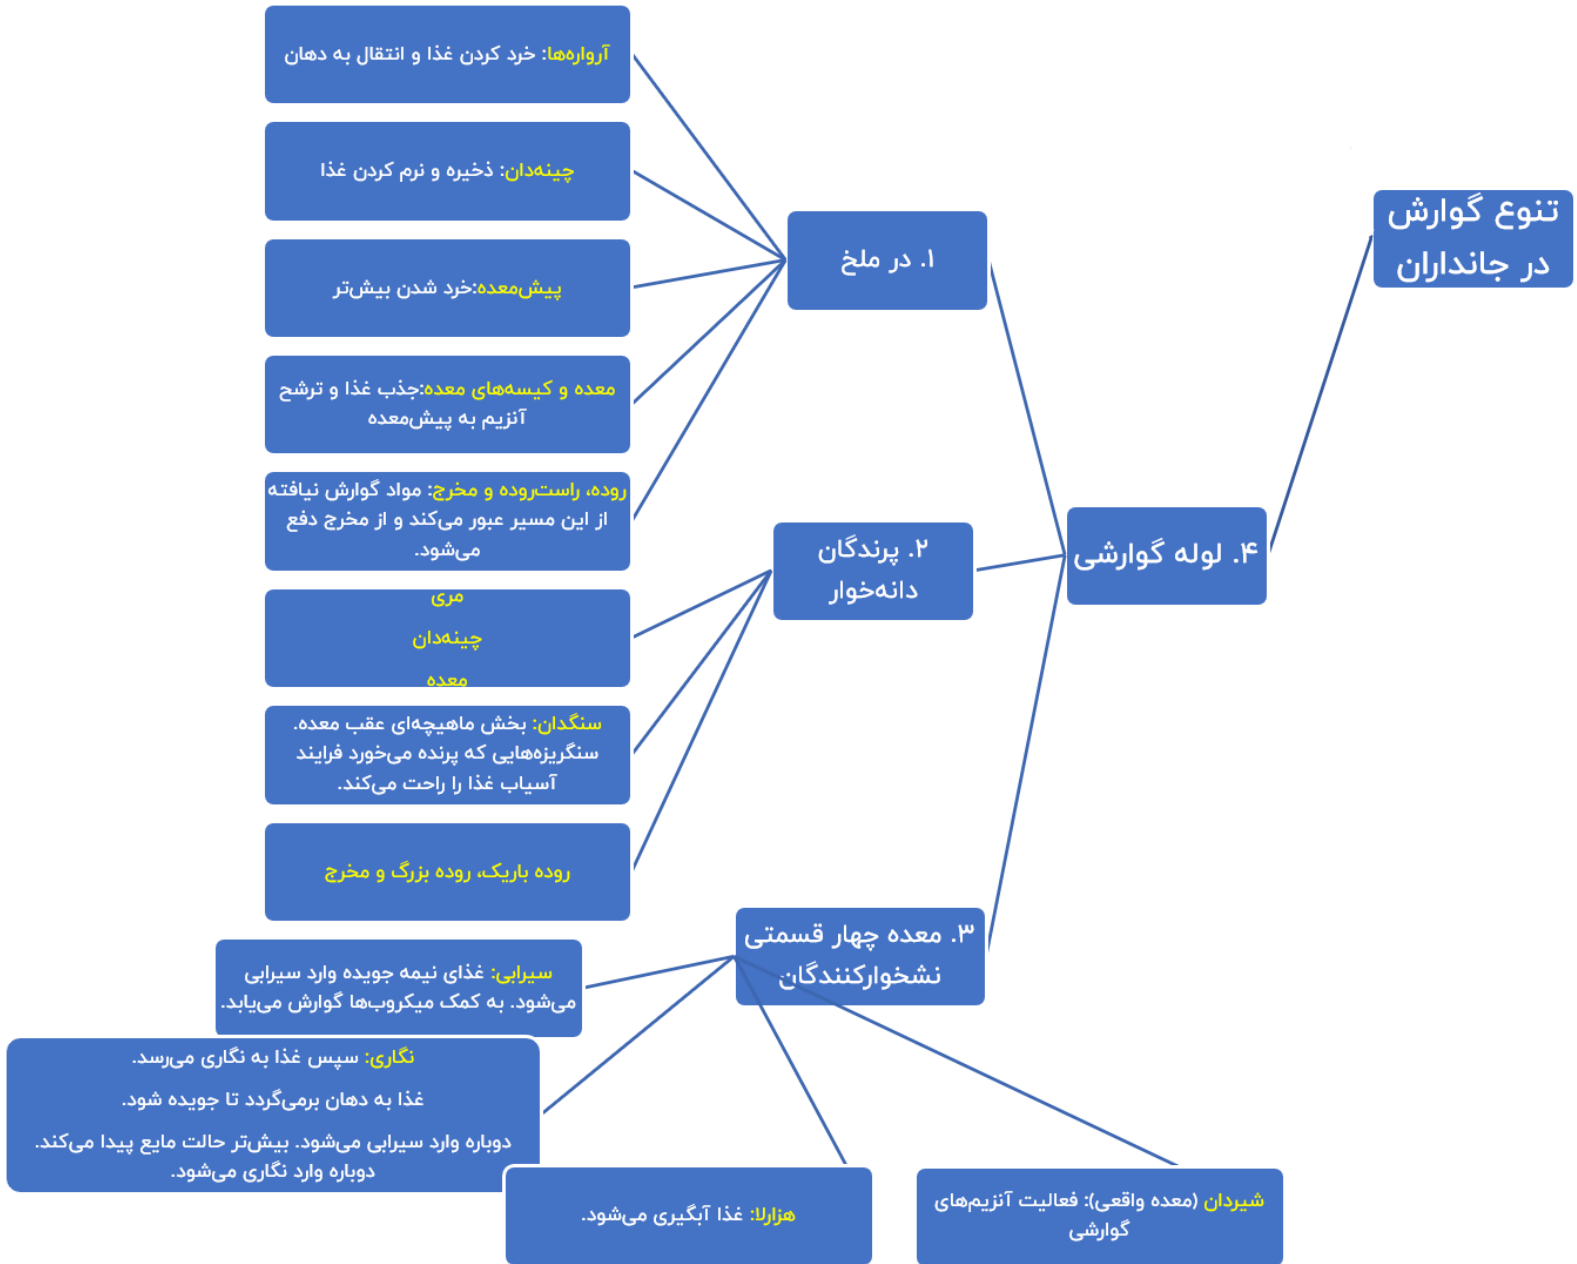 تنوع گوارش
در جانداران
۴. لوله گوارشی
۱. در ملخ
آرواره‌ها: خرد کردن غذا و انتقال به دهان
چینه‌دان: ذخیره و نرم کردن غذا
پیش‌معده:خرد شدن بیش‌تر
معده و کیسه‌های معده:جذب غذا و ترشح
آنزیم به پیش‌معده
روده، راست‌روده و مخرج: مواد گوارش نیافته
از این مسیر عبور می‌کند و از مخرج دفع
می‌شود.
۲. پرندگان
دانه‌خوار
مری
چینه‌دان
معده
سنگدان: بخش ماهیچه‌ای عقب معده.
سنگریزه‌هایی که پرنده می‌خورد فرایند
آسیاب غذا را راحت می‌کند.
روده باریک، روده بزرگ و مخرج
۳. معده چهار قسمتی
نشخوارکنندگان
سیرابی: غذای نیمه جویده وارد سیرابی
می‌شود. به کمک میکروب‌ها گوارش می‌یابد.
نگاری: سپس غذا به نگاری می‌رسد.
غذا به دهان برمی‌گردد تا جویده شود.
دوباره وارد سیرابی می‌شود. بیش‌تر حالت مایع پیدا می‌کند.
دوباره وارد نگاری می‌شود.
هزارلا: غذا آبگیری می‌شود.
شیردان (معده واقعی): فعالیت آنزیم‌های
گوارشی